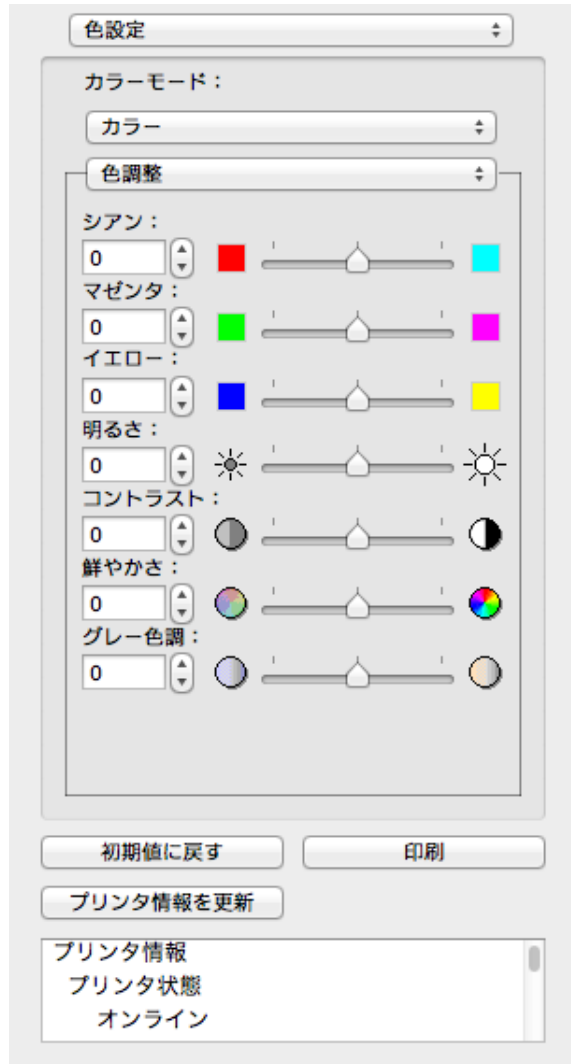 色設定
カラーモード：
カラー
色調整
シアン：
0
マゼンタ：
0
イエロー：
0
明るさ：
0
コントラスト：
0
鮮やかさ：
0
グレー色調：
0
初期値に戻す 印刷
プリンタ情報を更新
プリンタ情報
プリンタ状態
オンライン